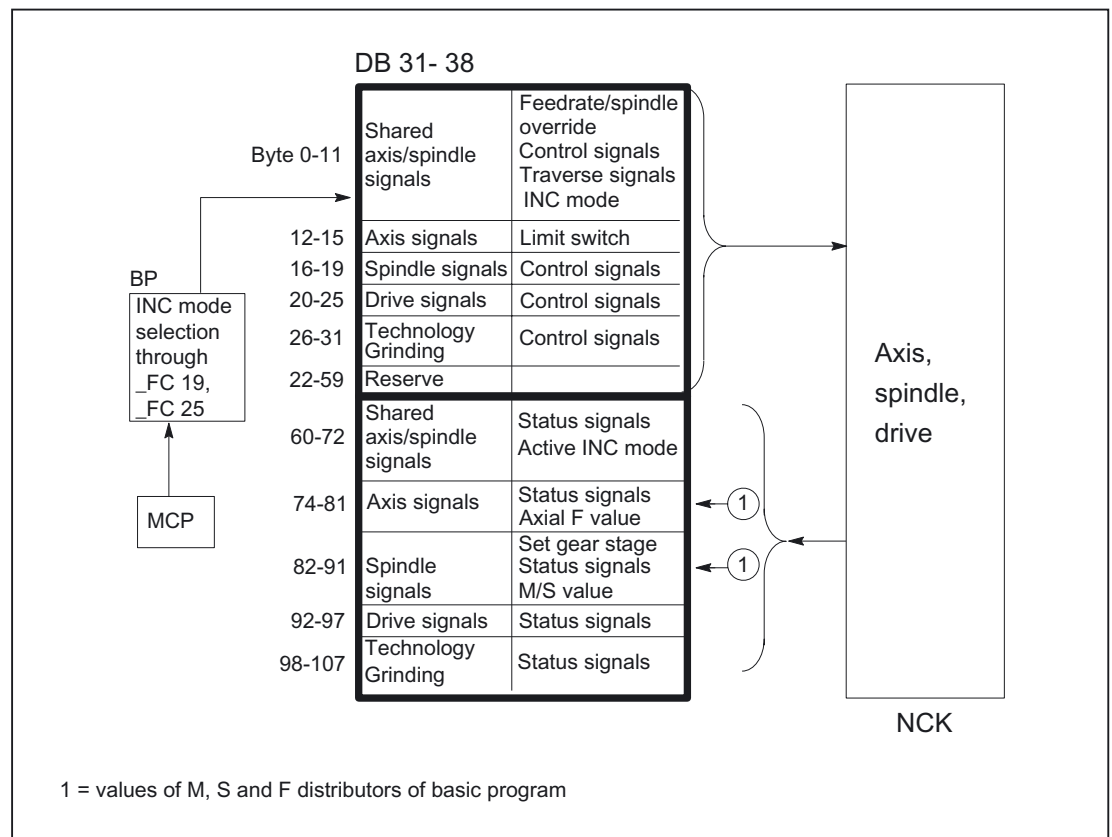 DB 31- 38
Byte 0-11
Shared
axis/spindle
signals
Feedrate/spindle
override
Control signals
Traverse signals
INC mode
12-15
Axis signals
Limit switch
16-19
Spindle signals
Control signals
20-25
Drive signals
Control signals
26-31
Technology
Grinding
Control signals
22-59
Reserve
60-72
Shared
axis/spindle
signals
Status signals
Active INC mode
74-81
Axis signals
Status signals
Axial F value
1
82-91
Spindle
signals
Set gear stage
Status signals
M/S value
1
92-97
Drive signals
Status signals
98-107
Technology
Grinding
Status signals
BP
INC mode
selection
through
_FC 19,
_FC 25
MCP
Axis,
spindle,
drive
NCK
1 = values of M, S and F distributors of basic program